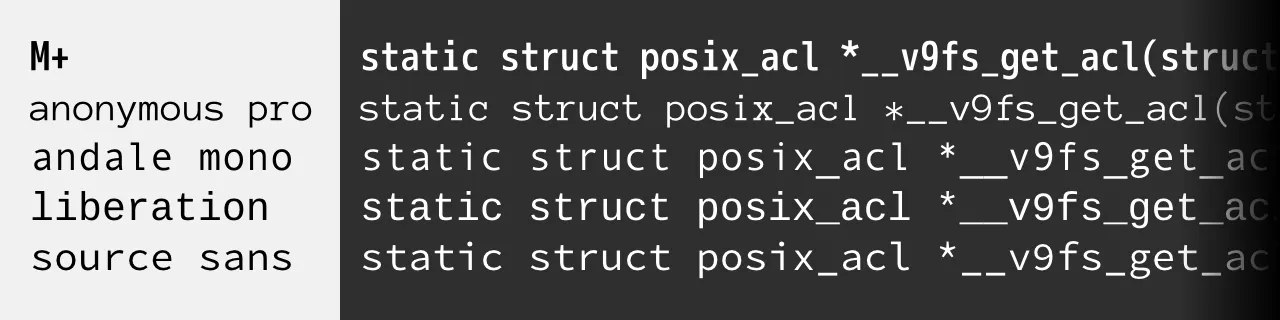 M+ static struct posix_acl *__v9fs_get_acl(struct
anonymous pro static struct posix_acl *__v9fs_get_acl(st
andale mono static struct posix_acl *__v9fs_get_ac
liberation static struct posix_acl *__v9fs_get_ac
source sans static struct posix_acl *__v9fs_get_ac